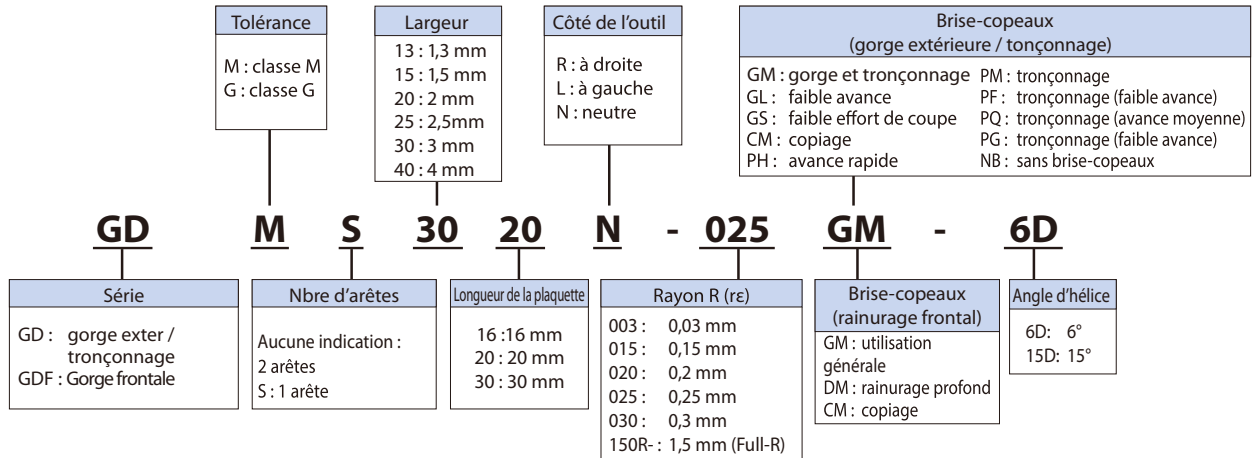 Tolérance
M : classe M
G : classe G
Largeur
13 : 1,3 mm
15 : 1,5 mm
20 : 2 mm
25 : 2,5mm
30 : 3 mm
40 : 4 mm
Côté de l'outil
R : à droite
L : à gauche
N : neutre
Brise-copeaux
(gorge extérieure / tonçonnage)
GM : gorge et tronçonnage
GL : faible avance
GS : faible effort de coupe
CM : copiage
PH : avance rapide
PM : tronçonnage
PF : tronçonnage (faible avance)
PQ : tronçonnage (avance moyenne)
PG : tronçonnage (faible avance)
NB : sans brise-copeaux
GD M S 30 20 N - 025 GM - 6D
Série
GD : gorge exter /
tronçonnage
GDF : Gorge frontale
Nbre d'arêtes
Aucune indication :
2 arêtes
S : 1 arête
Longueur de la plaquette
16 :16 mm
20 : 20 mm
30 : 30 mm
Rayon R (rε)
003 : 0,03 mm
015 : 0,15 mm
020 : 0,2 mm
025 : 0,25 mm
030 : 0,3 mm
150R- : 1,5 mm (Full-R)
Brise-copeaux
(rainurage frontal)
GM : utilisation
générale
DM : rainurage profond
CM : copiage
Angle d'hélice
6D: 6°
15D: 15°